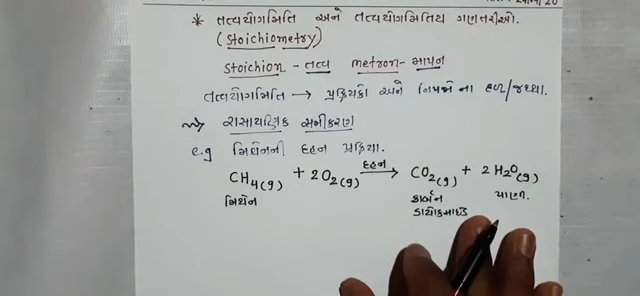 * તત્વયોગમિતિ અને તત્વયોગમિતિય ગણતરીઓ.
(Stoichiometry)
Stoichion - તત્વ metron - માપન
તત્વયોગમિતિ → પ્રક્રિયકો અને નિપજો ના દળ/જથ્થા.
રાસાયણિક સમીકરણ
e.g મિથેનની દહન પ્રક્રિયા.
CH₄(g) + 2O₂(g) દહન→ CO₂(g) + 2H₂O(g)
મિથેન કાર્બન ડાયોક્સાઈડ પાણી.